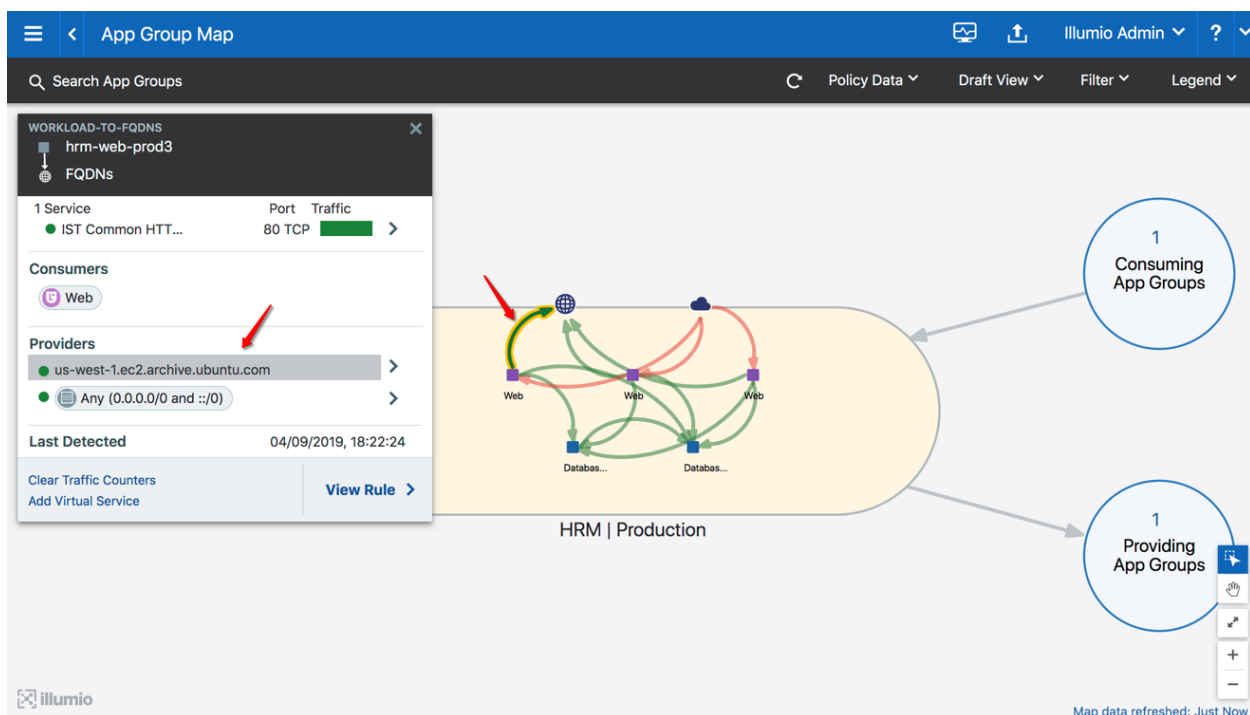 App Group Map
Illumio Admin
?
Search App Groups
Policy Data
Draft View
Filter
Legend
WORKLOAD-TO-FQDNS
hrm-web-prod3
FQDNs
1 Service Port Traffic
IST Common HTT... 80 TCP
Consumers
Web
Providers
us-west-1.ec2.archive.ubuntu.com
Any (0.0.0.0/0 and ::/0)
Last Detected 04/09/2019, 18:22:24
Clear Traffic Counters
Add Virtual Service
View Rule
Web
Web
Web
Databas...
Databas...
HRM | Production
1
Consuming
App Groups
1
Providing
App Groups
+
−
illumio
Map data refreshed: Just Now